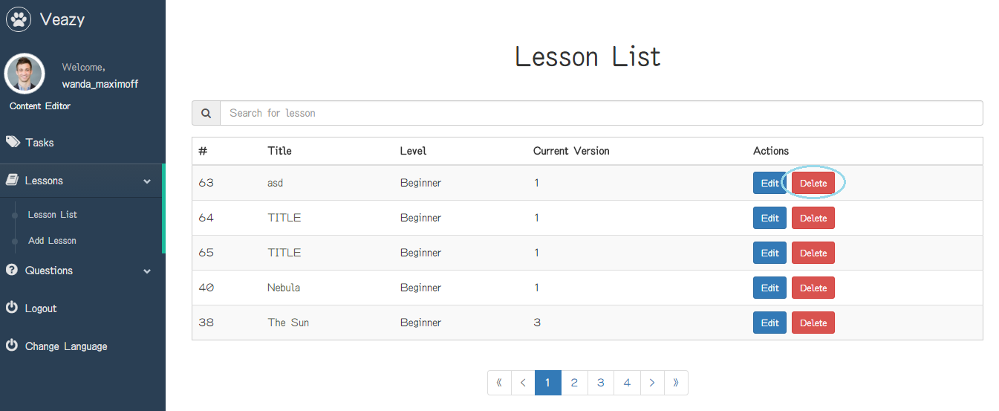 Veazy
Welcome,
wanda_maximoff
Content Editor
Tasks
Lessons
Lesson List
Add Lesson
Questions
Logout
Change Language
Lesson List
Search for lesson
# Title Level Current Version Actions
63 asd Beginner 1 Edit Delete
64 TITLE Beginner 1 Edit Delete
65 TITLE Beginner 1 Edit Delete
40 Nebula Beginner 1 Edit Delete
38 The Sun Beginner 3 Edit Delete
« < 1 2 3 4 > »